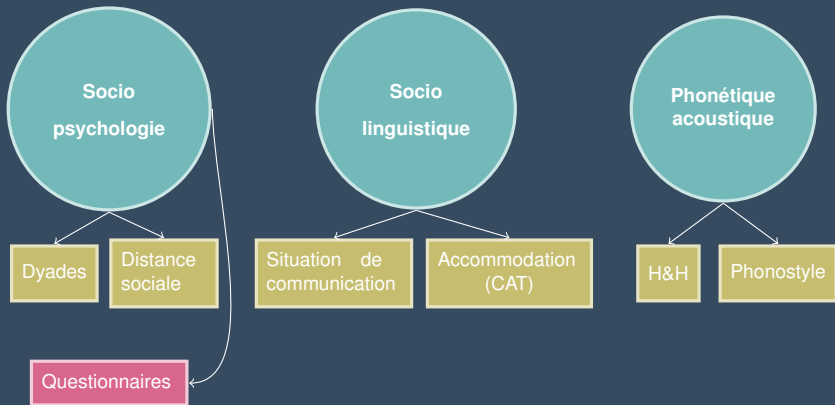 Socio
psychologie
Socio
linguistique
Phonétique
acoustique
Dyades
Distance
sociale
Situation de
communication
Accommodation
(CAT)
H&H
Phonostyle
Questionnaires